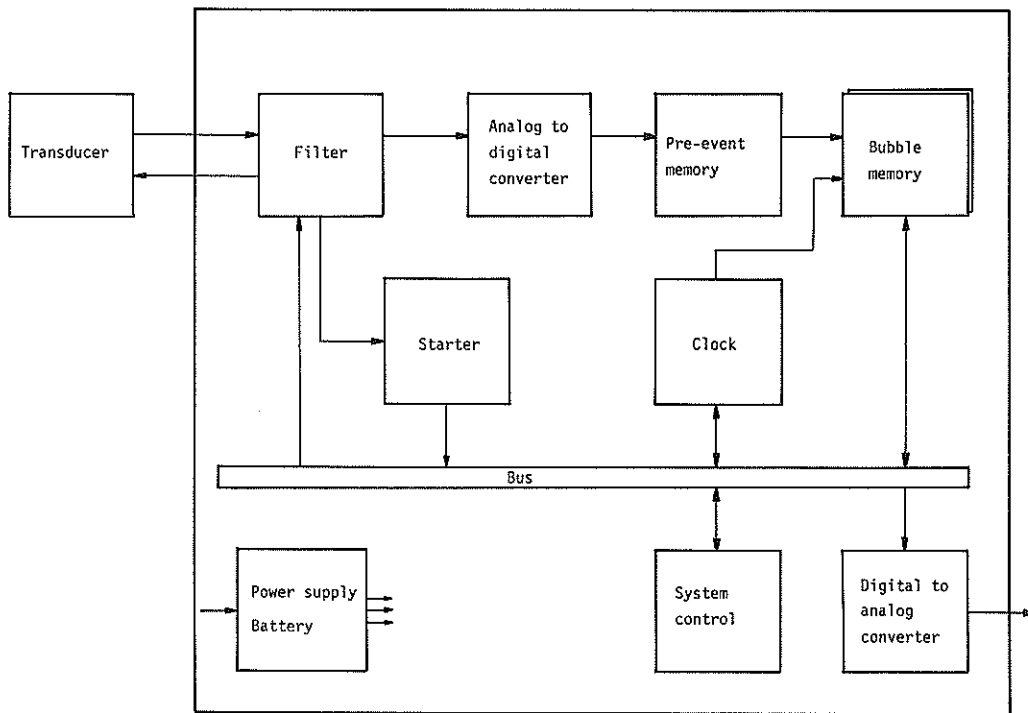 Transducer
Filter
Analog to
digital
converter
Pre-event
memory
Bubble
memory
Starter
Clock
Bus
Power supply
Battery
System
control
Digital to
analog
converter